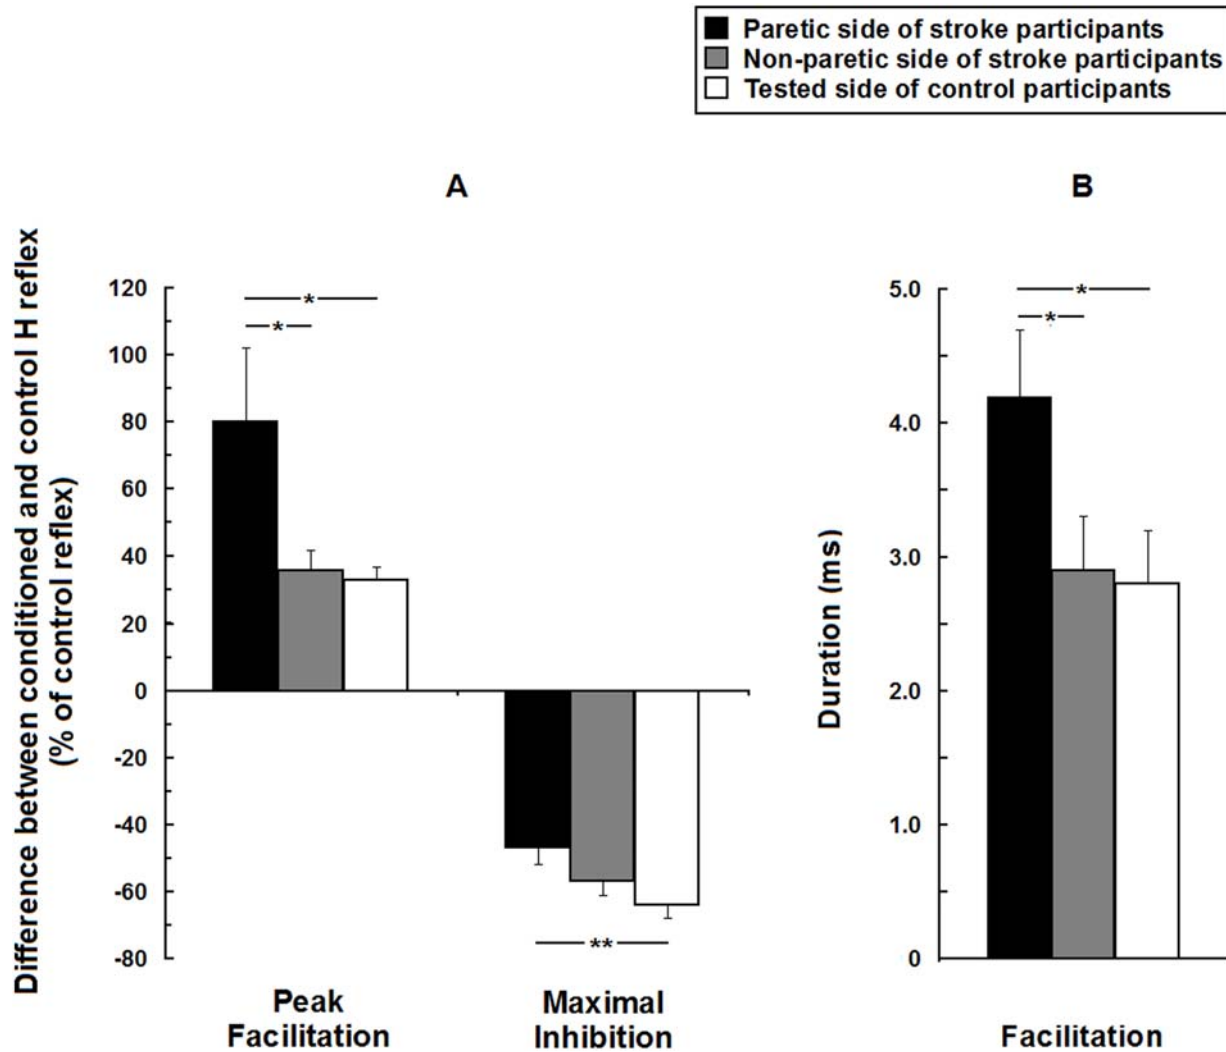 Paretic side of stroke participants
Non-paretic side of stroke participants
Tested side of control participants
A
B
Difference between conditioned and control H reflex
(% of control reflex)
120
100
80
60
40
20
0
-20
-40
-60
-80
*
*
**
Peak
Facilitation
Maximal
Inhibition
Duration (ms)
5.0
4.0
3.0
2.0
1.0
0
*
*
Facilitation